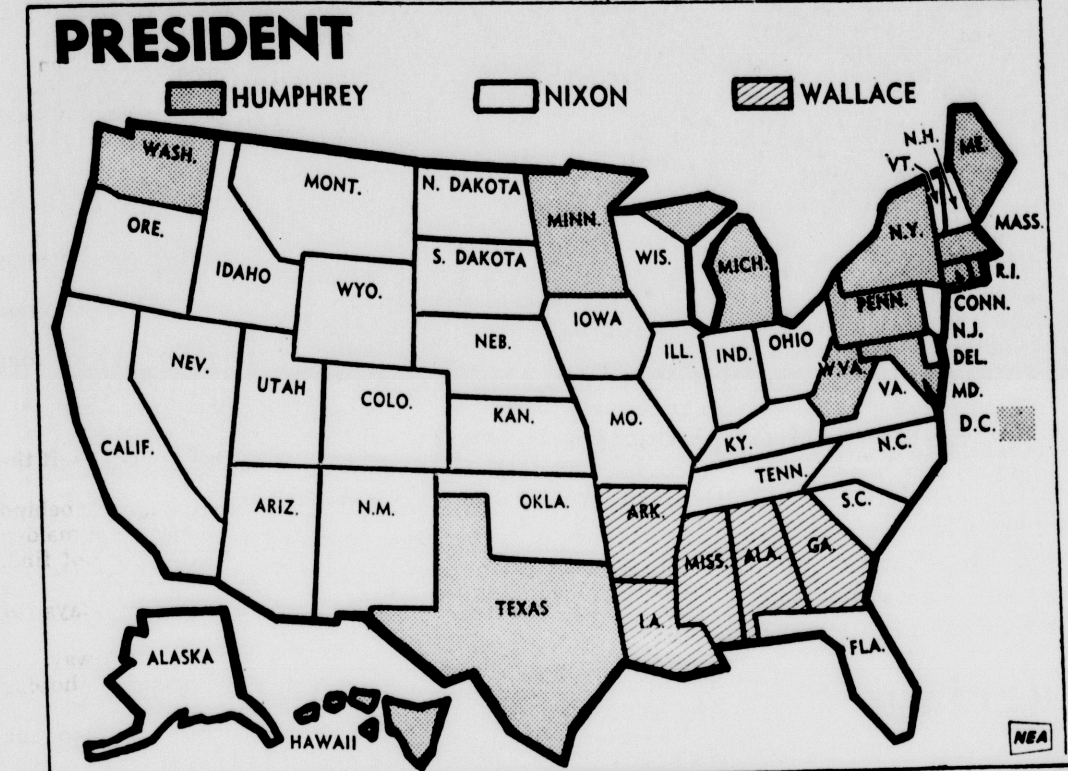 PRESIDENT
HUMPHREY NIXON WALLACE
WASH.
MONT.
N. DAKOTA
MINN.
N.H.
VT.
ME.
MASS.
ORE.
IDAHO
WYO.
S. DAKOTA
WIS.
MICH.
N.Y.
R.I.
CONN.
PENN.
N.J.
DEL.
MD.
D.C.
NEV.
UTAH
COLO.
NEB.
IOWA
ILL.
IND.
OHIO
W.VA.
VA.
CALIF.
KAN.
MO.
KY.
N.C.
TENN.
ARIZ.
N.M.
OKLA.
ARK.
S.C.
MISS.
ALA.
GA.
TEXAS
LA.
FLA.
ALASKA
HAWAII
NEA